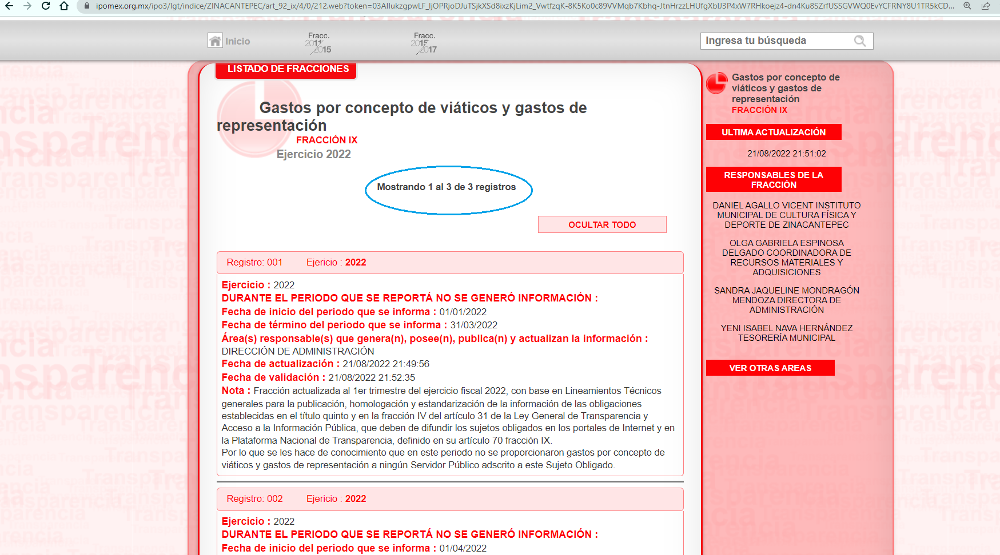 ipomex.org.mx/ipo3/lgt/indice/ZINACANTEPEC/art_92_ix/4/0/212.web?token=
Inicio
Fracc.
2011/2015
Fracc.
2015/2017
Ingresa tu búsqueda
LISTADO DE FRACCIONES
Gastos por concepto de viáticos y gastos de
representación
FRACCIÓN IX
Ejercicio 2022
Mostrando 1 al 3 de 3 registros
OCULTAR TODO
Registro: 001 Ejericio : 2022
Ejercicio : 2022
DURANTE EL PERIODO QUE SE REPORTÁ NO SE GENERÓ INFORMACIÓN :
Fecha de inicio del periodo que se informa : 01/01/2022
Fecha de término del periodo que se informa : 31/03/2022
Área(s) responsable(s) que genera(n), posee(n), publica(n) y actualizan la información :
DIRECCIÓN DE ADMINISTRACIÓN
Fecha de actualización : 21/08/2022 21:49:56
Fecha de validación : 21/08/2022 21:52:35
Nota : Fracción actualizada al 1er trimestre del ejercicio fiscal 2022, con base en Lineamientos Técnicos
generales para la publicación, homologación y estandarización de la información de las obligaciones
establecidas en el título quinto y en la fracción IV del artículo 31 de la Ley General de Transparencia y
Acceso a la Información Pública, que deben de difundir los sujetos obligados en los portales de Internet y en
la Plataforma Nacional de Transparencia, definido en su artículo 70 fracción IX.
Por lo que se les hace de conocimiento que en este periodo no se proporcionaron gastos por concepto de
viáticos y gastos de representación a ningún Servidor Público adscrito a este Sujeto Obligado.
Registro: 002 Ejericio : 2022
Ejercicio : 2022
DURANTE EL PERIODO QUE SE REPORTÁ NO SE GENERÓ INFORMACIÓN :
Fecha de inicio del periodo que se informa : 01/04/2022
Gastos por concepto de
viáticos y gastos de
representación
FRACCIÓN IX
ULTIMA ACTUALIZACIÓN
21/08/2022 21:51:02
RESPONSABLES DE LA
FRACCIÓN
DANIEL AGALLO VICENT INSTITUTO
MUNICIPAL DE CULTURA FÍSICA Y
DEPORTE DE ZINACANTEPEC
OLGA GABRIELA ESPINOSA
DELGADO COORDINADORA DE
RECURSOS MATERIALES Y
ADQUISICIONES
SANDRA JAQUELINE MONDRAGÓN
MENDOZA DIRECTORA DE
ADMINISTRACIÓN
YENI ISABEL NAVA HERNÁNDEZ
TESORERÍA MUNICIPAL
VER OTRAS AREAS